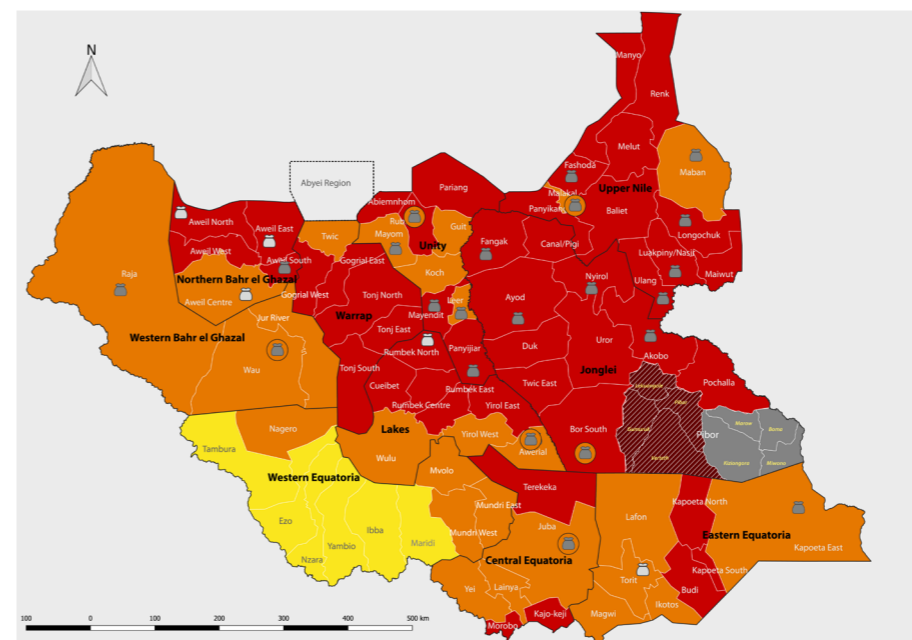 N
Manyo
Renk
Melut
Maban
Fashoda
Abyei Region
Pariang
Malakal
Upper Nile
Abiemnhom
Panyikang
Baliet
Aweil North
Rub
Longochuk
Aweil East
Mayom
Guit
Twic
Unity
Fangak
Canal/Pigi
Luakpiny/Nasir
Aweil West
Aweil South
Gogrial East
Koch
Nyirol
Ulang
Maiwut
Raja
Northern Bahr el Ghazal
Gogrial West
Tonj North
Leer
Ayod
Aweil Centre
Mayendit
Jur River
Warrap
Western Bahr el Ghazal
Tonj East
Uror
Rumbek North
Panyijiar
Duk
Akobo
Wau
Tonj South
Jonglei
Cueibet
Rumbek East
Twic East
Pochalla
Rumbek Centre
Yirol East
Nagero
Lakes
Yirol West
Bor South
Pibor
Tambura
Awerial
Wulu
Mvolo
Western Equatoria
Terekeka
Kapoeta North
Mundri East
Lafon
Ezo
Ibba
Juba
Mundri West
Eastern Equatoria
Yambio
Maridi
Kapoeta East
Nzara
Central Equatoria
Kapoeta South
Torit
Yei
Lainya
Budi
Ikotos
Kajo-keji
Magwi
Morobo
100 0 100 200 300 400 500 km